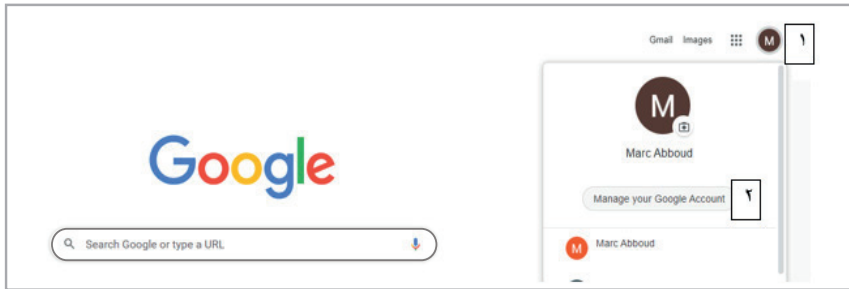 Gmail Images M ١
M
Marc Abboud
Google
Manage your Google Account ٢
Search Google or type a URL
M Marc Abboud